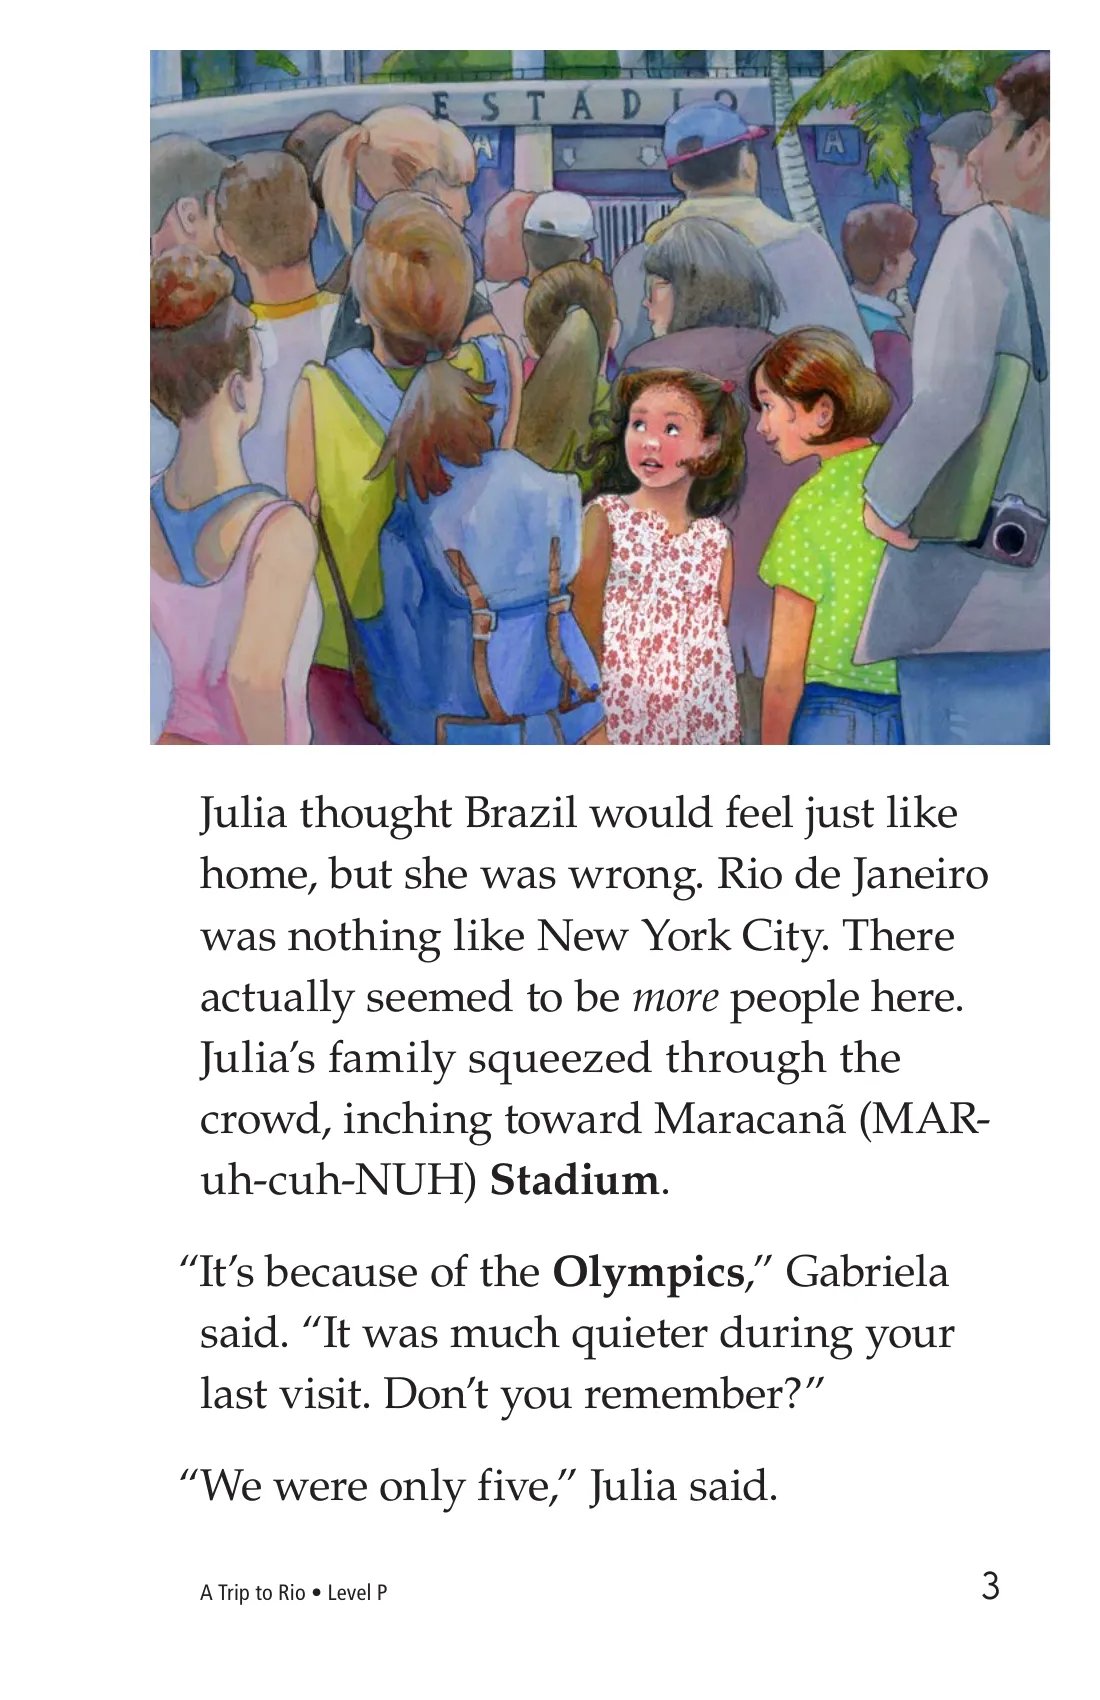 ESTADIO
A
A
Julia thought Brazil would feel just like
home, but she was wrong. Rio de Janeiro
was nothing like New York City. There
actually seemed to be more people here.
Julia’s family squeezed through the
crowd, inching toward Maracanã (MAR-
uh-cuh-NUH) Stadium.
“It’s because of the Olympics,” Gabriela
said. “It was much quieter during your
last visit. Don’t you remember?”
“We were only five,” Julia said.
A Trip to Rio • Level P
3